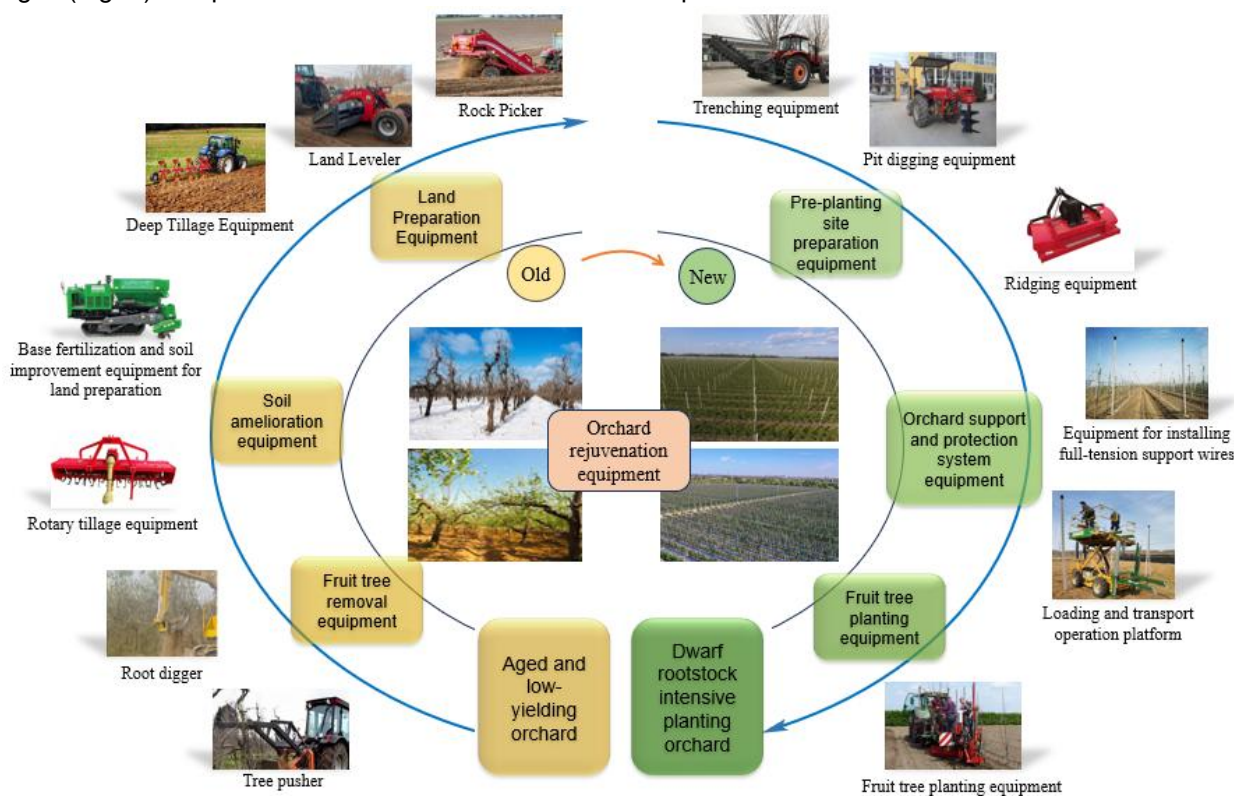 Rock Picker
Trenching equipment
Land Leveler
Pit digging equipment
Deep Tillage Equipment
Land
Preparation
Equipment
Pre-planting
site
preparation
equipment
Old
New
Ridging equipment
Base fertilization and soil
improvement equipment for
land preparation
Soil
amelioration
equipment
Orchard
rejuvenation
equipment
Orchard support
and protection
system
equipment
Equipment for installing
full-tension support wires
Rotary tillage equipment
Fruit tree
removal
equipment
Fruit tree
planting
equipment
Loading and transport
operation platform
Root digger
Aged and
low-
yielding
orchard
Dwarf
rootstock
intensive
planting
orchard
Tree pusher
Fruit tree planting equipment